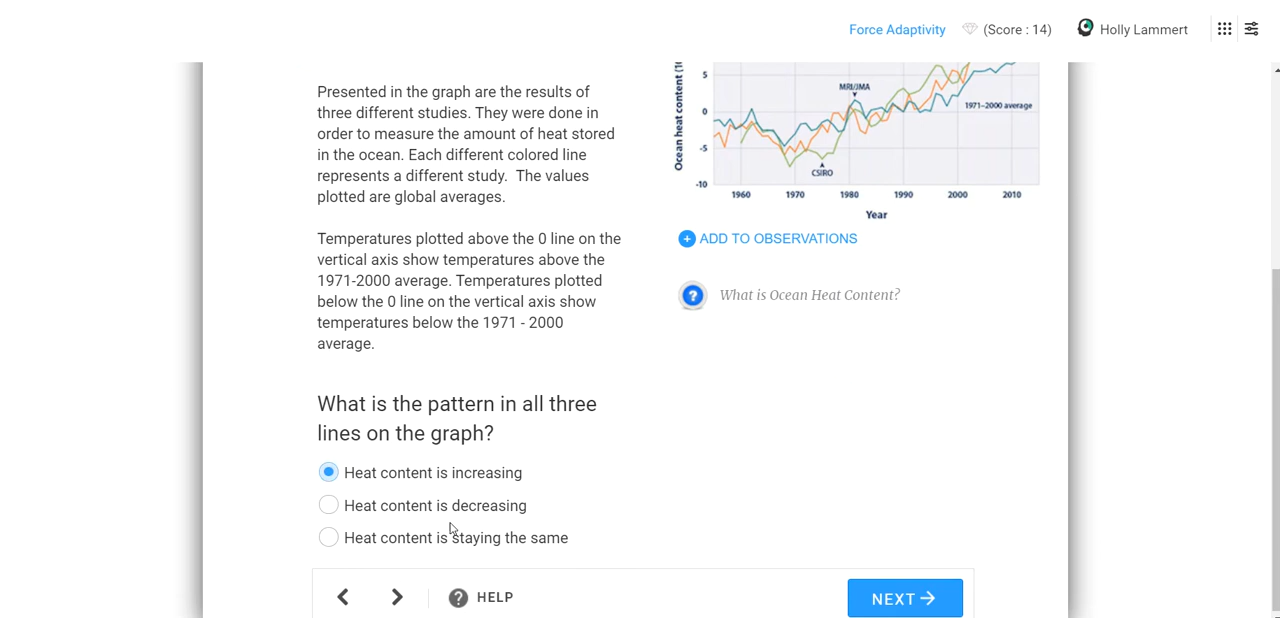 Force Adaptivity (Score : 14) Holly Lammert
Presented in the graph are the results of
three different studies. They were done in
order to measure the amount of heat stored
in the ocean. Each different colored line
represents a different study. The values
plotted are global averages.
Temperatures plotted above the 0 line on the
vertical axis show temperatures above the
1971-2000 average. Temperatures plotted
below the 0 line on the vertical axis show
temperatures below the 1971 - 2000
average.
What is the pattern in all three
lines on the graph?
Heat content is increasing
Heat content is decreasing
Heat content is staying the same
HELP
NEXT
Ocean heat content
5
0
-5
-10
MRI/JMA
1971–2000 average
CSIRO
1960 1970 1980 1990 2000 2010
Year
ADD TO OBSERVATIONS
What is Ocean Heat Content?